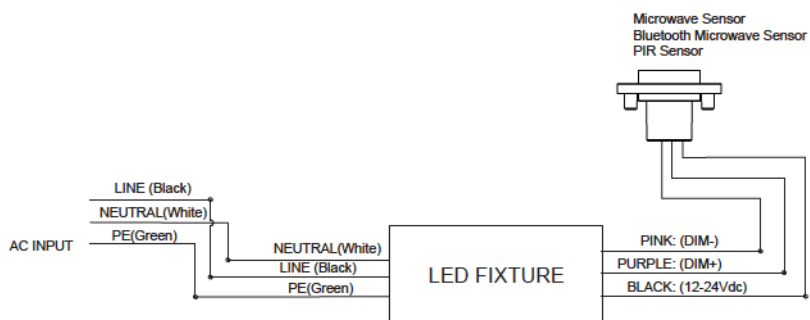 Microwave Sensor
Bluetooth Microwave Sensor
PIR Sensor
LINE (Black)
NEUTRAL(White)
PE(Green)
AC INPUT
NEUTRAL(White)
LINE (Black)
PE(Green)
LED FIXTURE
PINK: (DIM-)
PURPLE: (DIM+)
BLACK: (12-24Vdc)